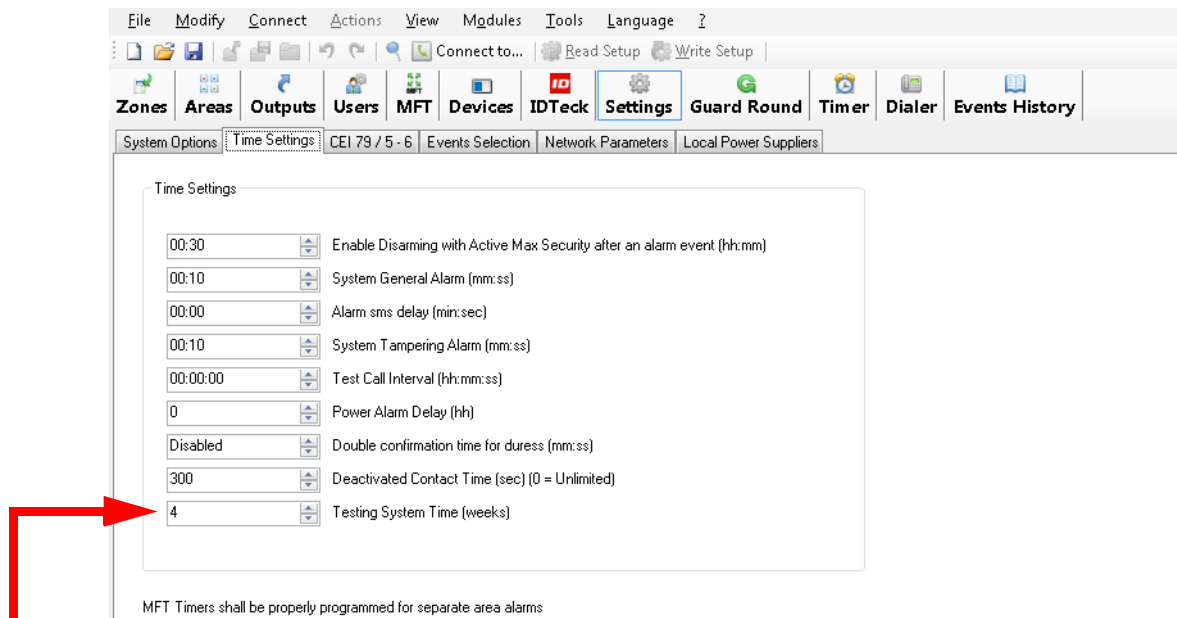 File Modify Connect Actions View Modules Tools Language ?
Connect to... Read Setup Write Setup
MFT ID G
Zones Areas Outputs Users MFT Devices IDTeck Settings Guard Round Timer Dialer Events History
System Options Time Settings CEI 79 / 5 - 6 Events Selection Network Parameters Local Power Suppliers
Time Settings
00:30 Enable Disarming with Active Max Security after an alarm event (hh:mm)
00:10 System General Alarm (mm:ss)
00:00 Alarm sms delay (min:sec)
00:10 System Tampering Alarm (mm:ss)
00:00:00 Test Call Interval (hh:mm:ss)
0 Power Alarm Delay (hh)
Disabled Double confirmation time for duress (mm:ss)
300 Deactivated Contact Time (sec) (0 = Unlimited)
4 Testing System Time (weeks)
MFT Timers shall be properly programmed for separate area alarms